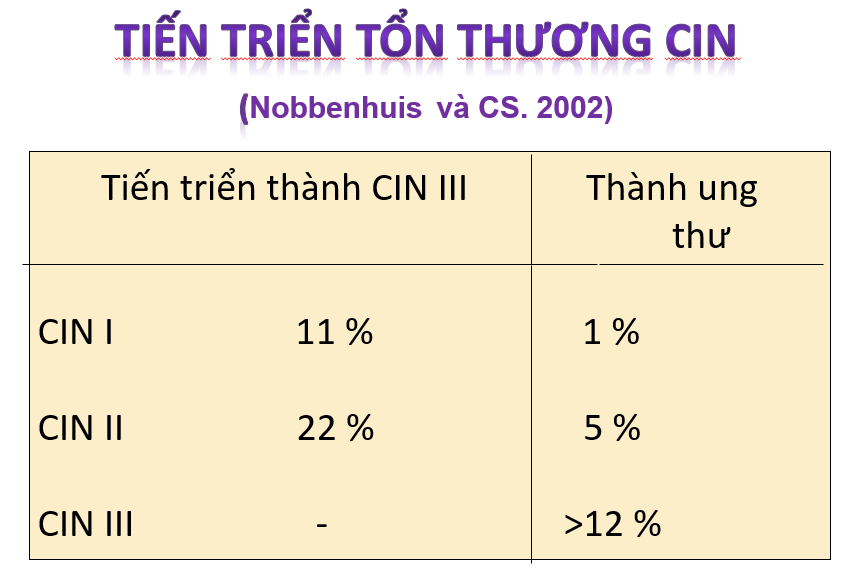 TIẾN TRIỂN TỔN THƯƠNG CIN
(Nobbenhuis và CS. 2002)
Tiến triển thành CIN III Thành ung
thư
CIN I 11 % 1 %
CIN II 22 % 5 %
CIN III - >12 %